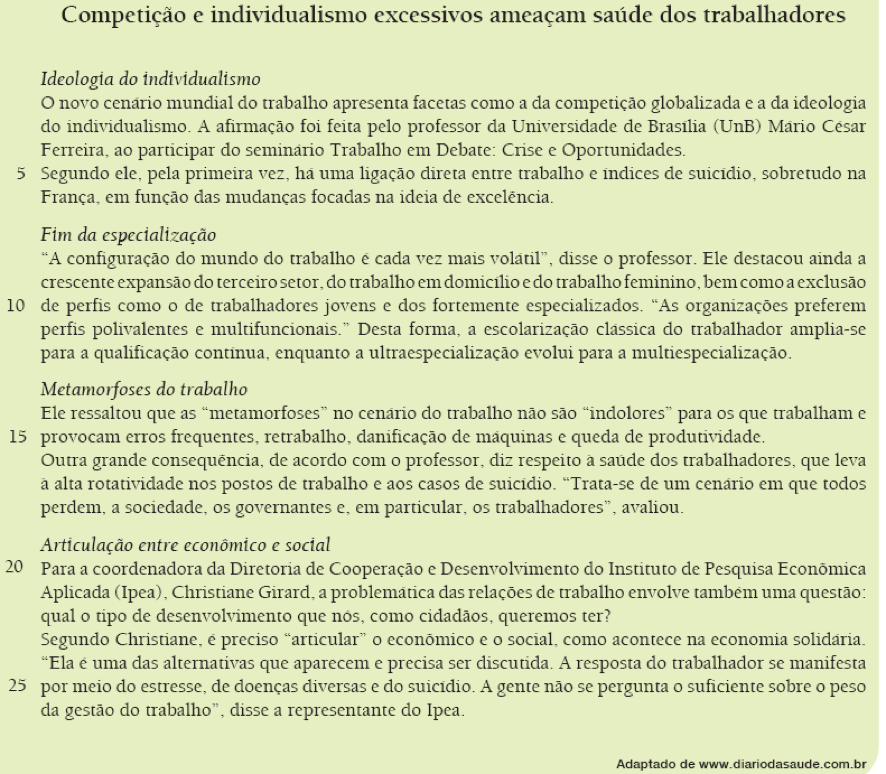 Competição e individualismo excessivos ameaçam saúde dos trabalhadores
Ideologia do individualismo
O novo cenário mundial do trabalho apresenta facetas como a da competição globalizada e a da ideologia
do individualismo. A afirmação foi feita pelo professor da Universidade de Brasília (UnB) Mário César
Ferreira, ao participar do seminário Trabalho em Debate: Crise e Oportunidades.
5 Segundo ele, pela primeira vez, há uma ligação direta entre trabalho e índices de suicídio, sobretudo na
França, em função das mudanças focadas na ideia de excelência.
Fim da especialização
“A configuração do mundo do trabalho é cada vez mais volátil”, disse o professor. Ele destacou ainda a
crescente expansão do terceiro setor, do trabalho em domicílio e do trabalho feminino, bem como a exclusão
10 de perfis como o de trabalhadores jovens e dos fortemente especializados. “As organizações preferem
perfis polivalentes e multifuncionais.” Desta forma, a escolarização clássica do trabalhador amplia-se
para a qualificação contínua, enquanto a ultraespecialização evolui para a multiespecialização.
Metamorfoses do trabalho
Ele ressaltou que as “metamorfoses” no cenário do trabalho não são “indolores” para os que trabalham e
15 provocam erros frequentes, retrabalho, danificação de máquinas e queda de produtividade.
Outra grande consequência, de acordo com o professor, diz respeito à saúde dos trabalhadores, que leva
à alta rotatividade nos postos de trabalho e aos casos de suicídio. “Trata-se de um cenário em que todos
perdem, a sociedade, os governantes e, em particular, os trabalhadores”, avaliou.
Articulação entre econômico e social
20 Para a coordenadora da Diretoria de Cooperação e Desenvolvimento do Instituto de Pesquisa Econômica
Aplicada (Ipea), Christiane Girard, a problemática das relações de trabalho envolve também uma questão:
qual o tipo de desenvolvimento que nós, como cidadãos, queremos ter?
Segundo Christiane, é preciso “articular” o econômico e o social, como acontece na economia solidária.
“Ela é uma das alternativas que aparecem e precisa ser discutida. A resposta do trabalhador se manifesta
25 por meio do estresse, de doenças diversas e do suicídio. A gente não se pergunta o suficiente sobre o peso
da gestão do trabalho”, disse a representante do Ipea.
Adaptado de www.diariodasaude.com.br